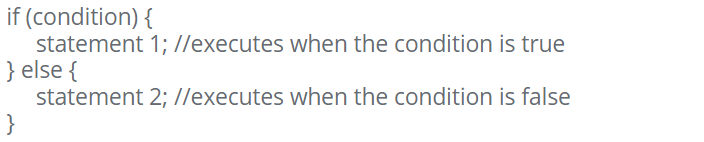 if (condition) {
statement 1; //executes when the condition is true
} else {
statement 2; //executes when the condition is false
}